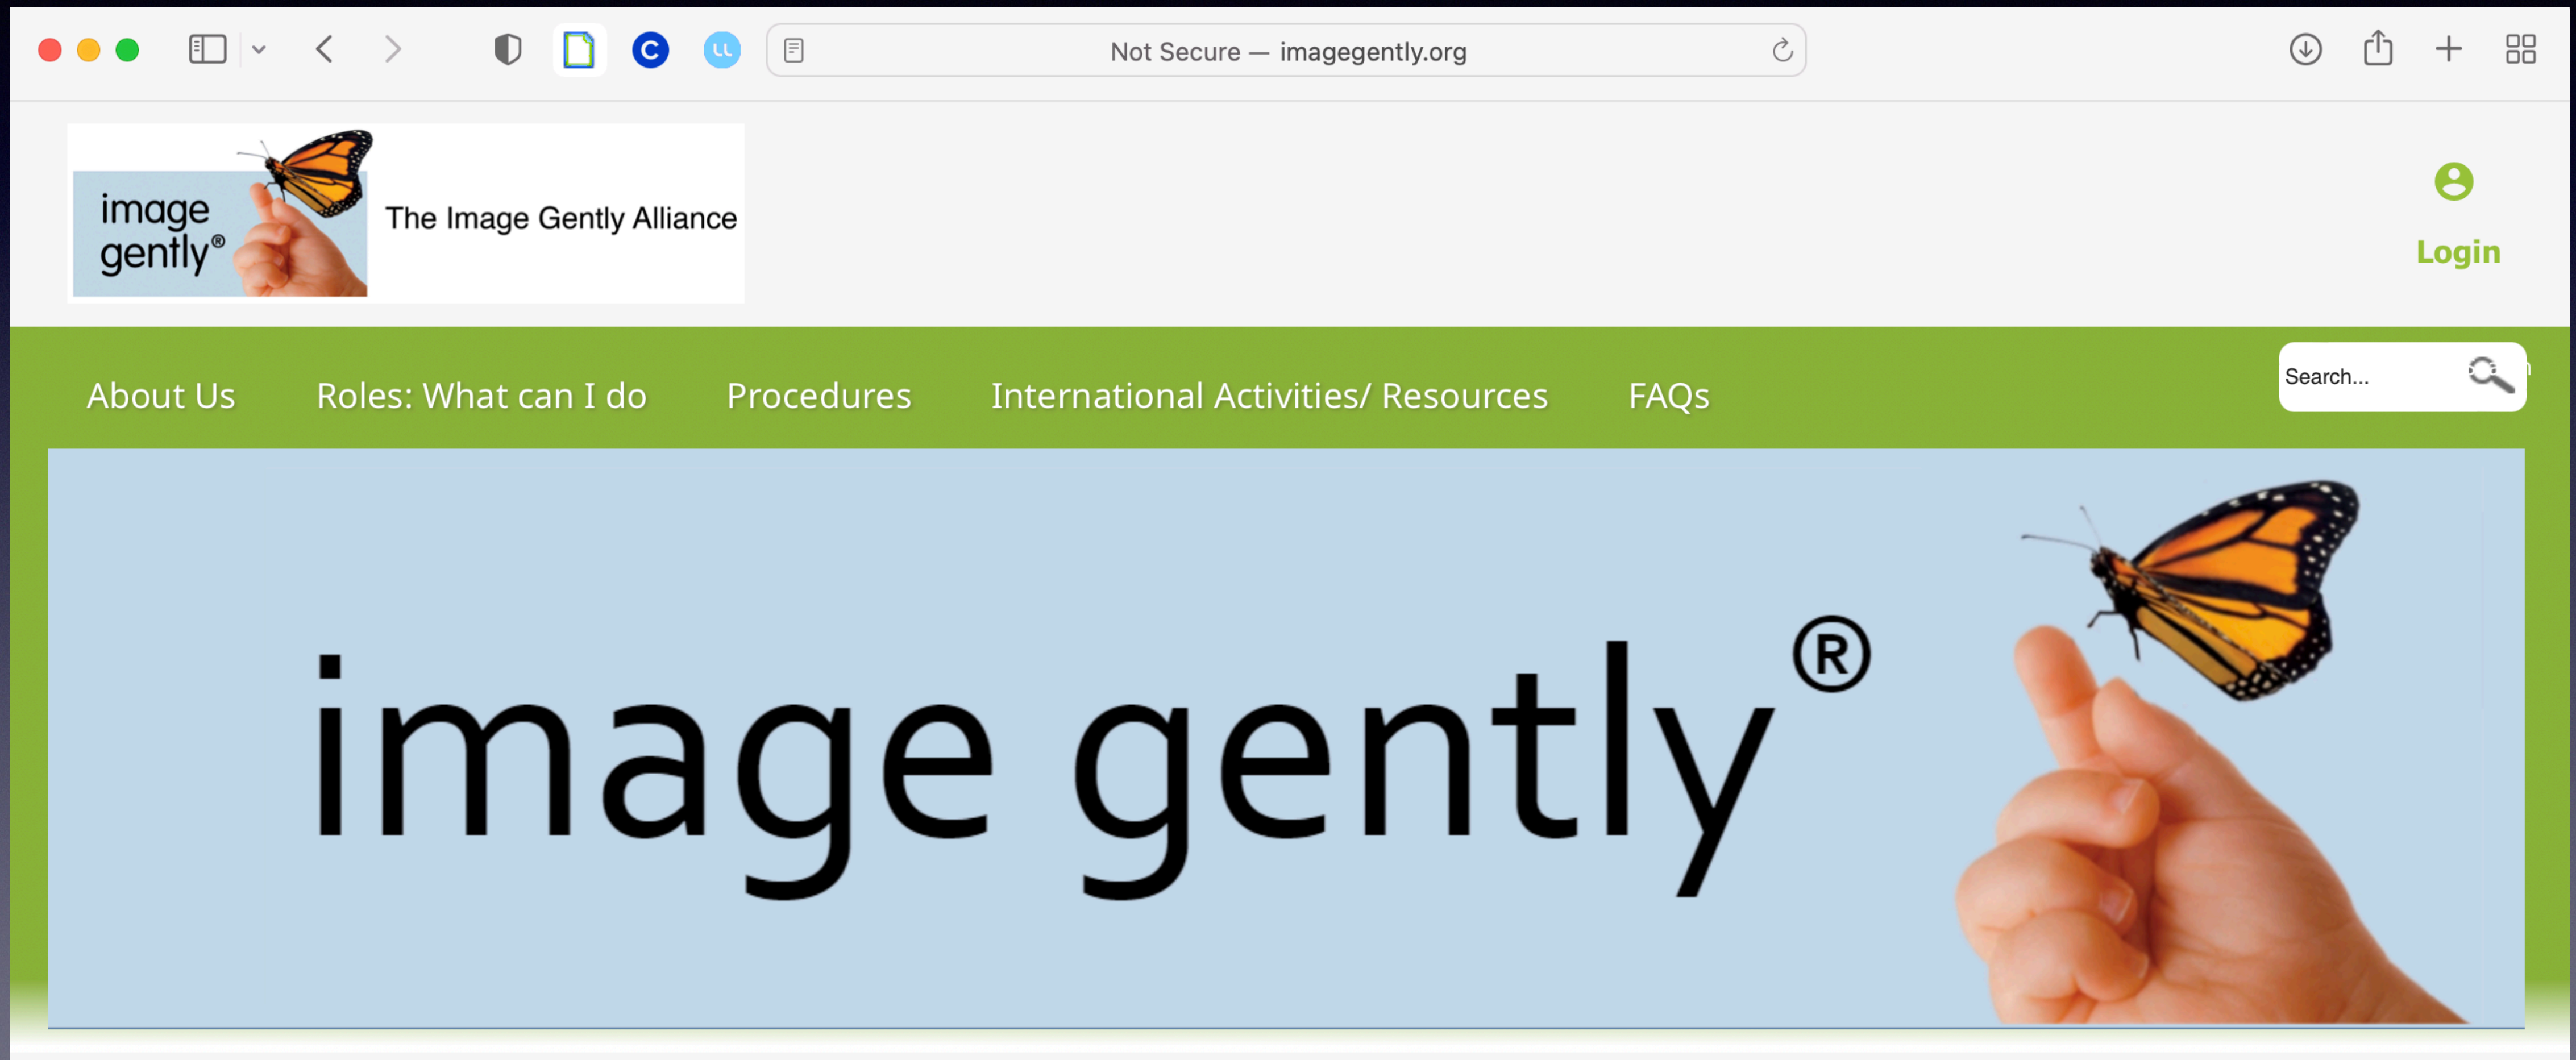 Not Secure — imagegently.org
image
gently®
The Image Gently Alliance
Login
About Us
Roles: What can I do
Procedures
International Activities/ Resources
FAQs
Search...
image gently®